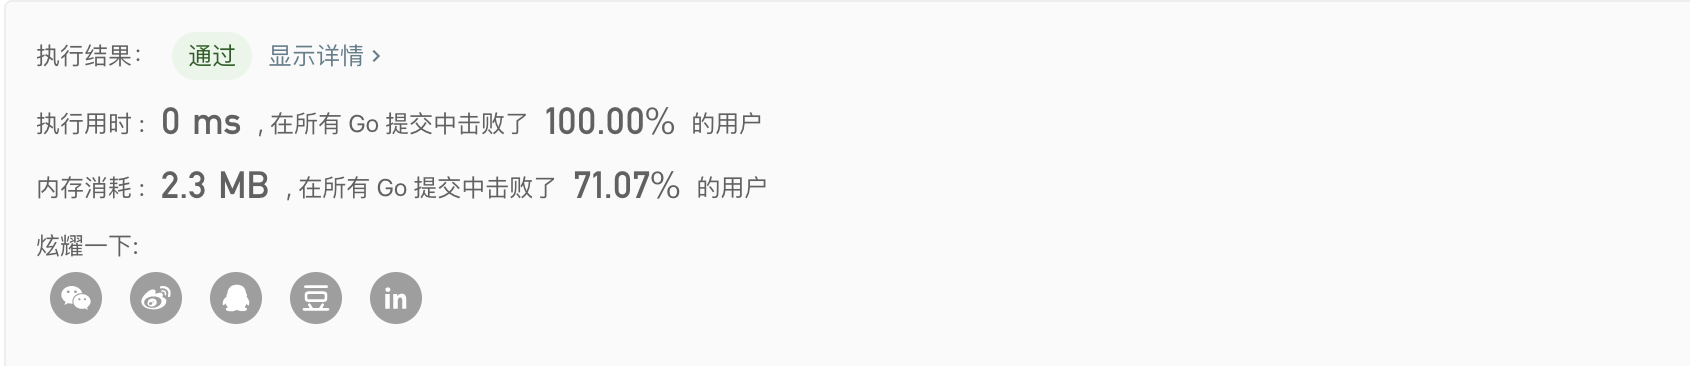 执行结果： 通过 显示详情 >
执行用时 : 0 ms , 在所有 Go 提交中击败了 100.00% 的用户
内存消耗 : 2.3 MB , 在所有 Go 提交中击败了 71.07% 的用户
炫耀一下:
豆 in